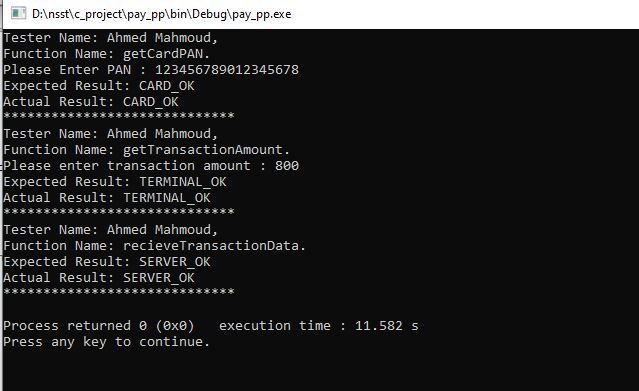 D:\nsst\c_project\pay_pp\bin\Debug\pay_pp.exe
Tester Name: Ahmed Mahmoud,
Function Name: getCardPAN.
Please Enter PAN : 123456789012345678
Expected Result: CARD_OK
Actual Result: CARD_OK
*****************************
Tester Name: Ahmed Mahmoud,
Function Name: getTransactionAmount.
Please enter transaction amount : 800
Expected Result: TERMINAL_OK
Actual Result: TERMINAL_OK
*****************************
Tester Name: Ahmed Mahmoud,
Function Name: recieveTransactionData.
Expected Result: SERVER_OK
Actual Result: SERVER_OK
*****************************
Process returned 0 (0x0)   execution time : 11.582 s
Press any key to continue.